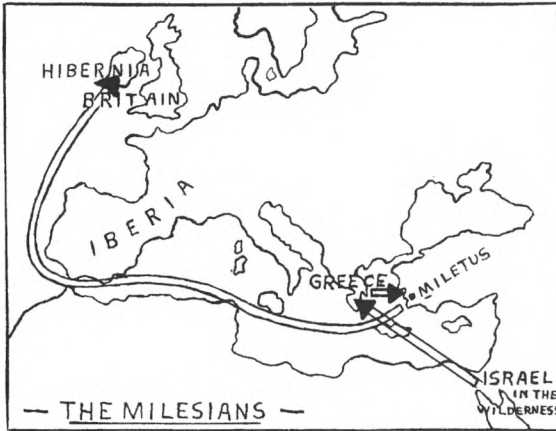 HIBERNIA
BRITAIN
IBERIA
GREECE
MILETUS
ISRAEL
IN THE
WILDERNESS
— THE MILESIANS —